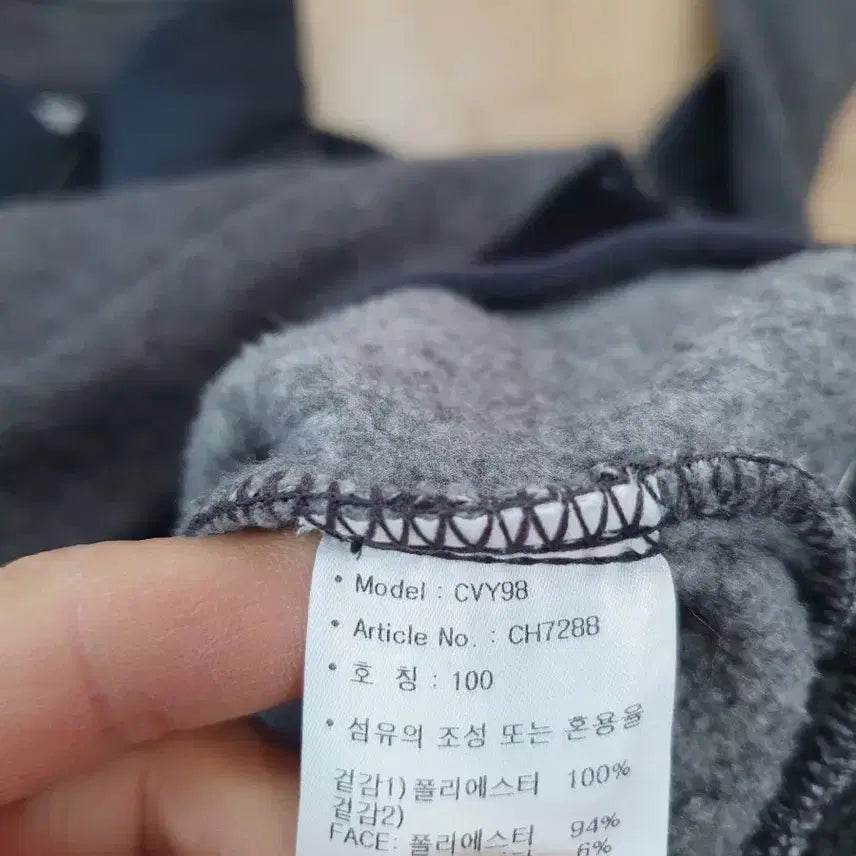 • Model : CVY98
• Article No. : CH7288
• 호 칭 : 100
• 섬유의 조성 또는 혼용율
겉감1) 폴리에스터 100%
겉감2)
FACE: 폴리에스터 94%
6%